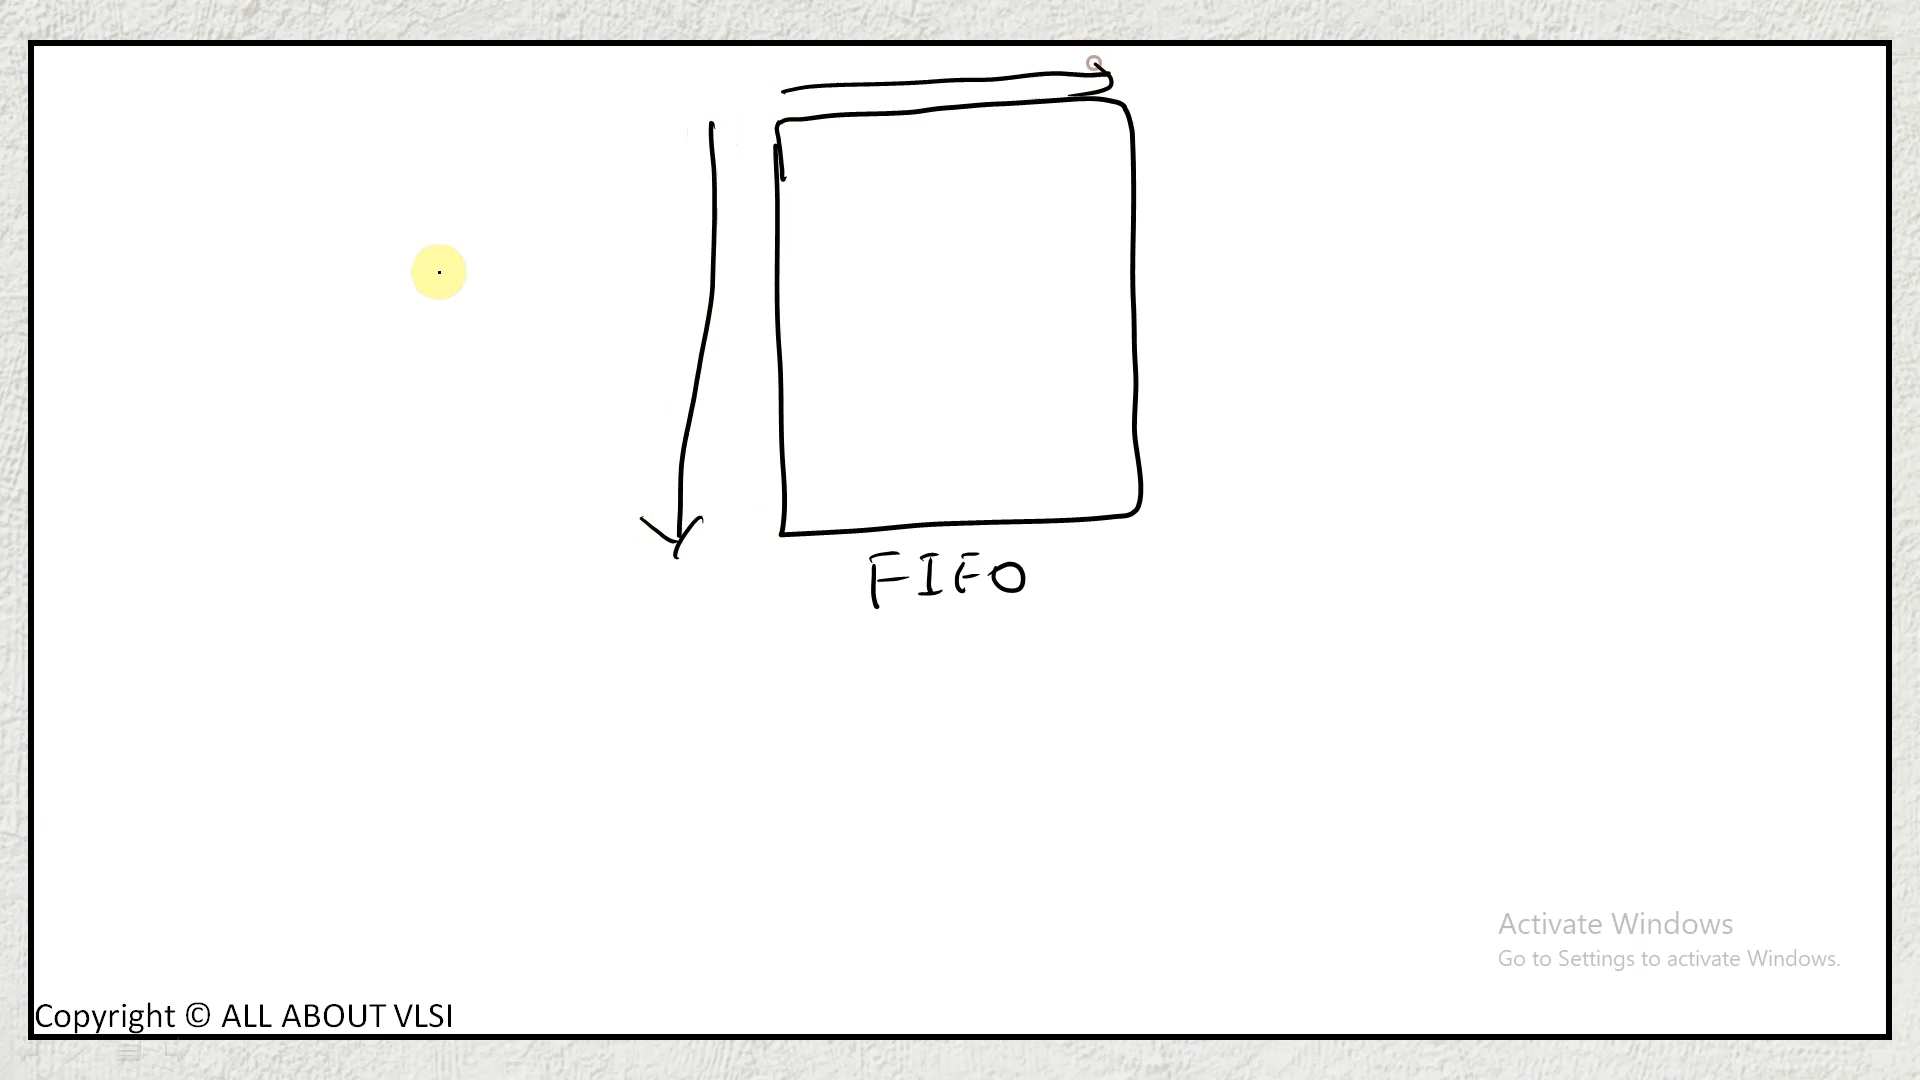 FIFO
Activate Windows
Go to Settings to activate Windows.
Copyright © ALL ABOUT VLSI